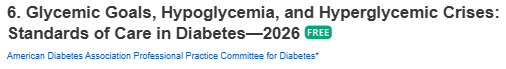 6. Glycemic Goals, Hypoglycemia, and Hyperglycemic Crises:
Standards of Care in Diabetes—2026 FREE
American Diabetes Association Professional Practice Committee for Diabetes*